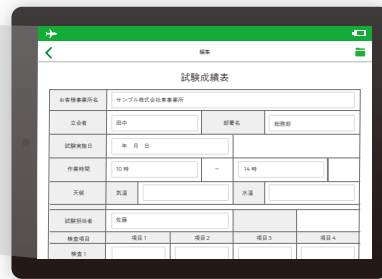 編集
試験成績表
お客様事業所名 サンプル株式会社東事業所
立会者 田中 部署名 総務部
試験実施日 年 月 日
作業時間 10 時 ~ 14 時
天候 気温 水温
試験担当者 佐藤
検査項目 項目 1 項目 2 項目 3 項目 4
検査 1